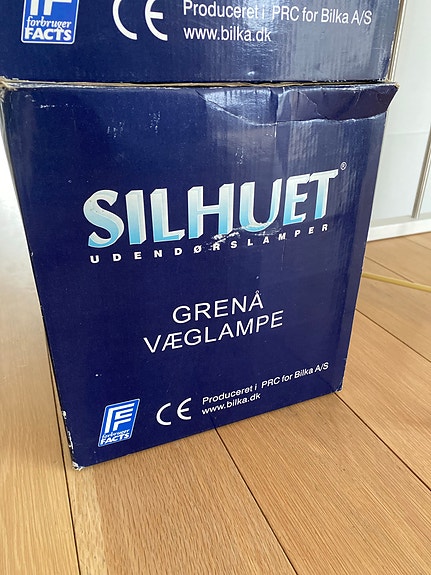 forbruger
FACTS
CE
Produceret i PRC for Bilka A/S
www.bilka.dk
SILHUET®
UDENDØRSLAMPER
GRENÅ
VÆGLAMPE
FF
forbruger
FACTS
CE
Produceret i PRC for Bilka A/S
www.bilka.dk